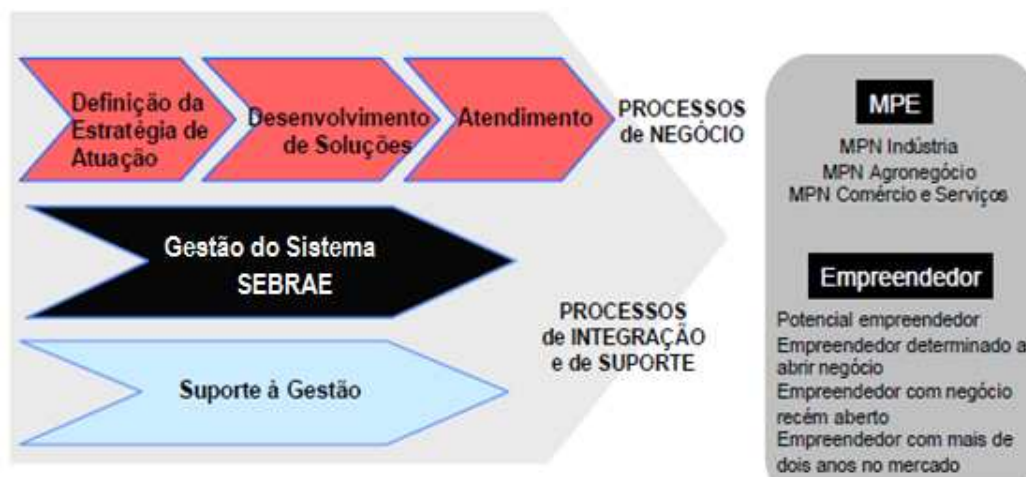 Definição da
Estratégia de
Atuação
Desenvolvimento
de Soluções
Atendimento
PROCESSOS
de NEGÓCIO
Gestão do Sistema
SEBRAE
PROCESSOS
de INTEGRAÇÃO
e de SUPORTE
Suporte à Gestão
MPE
MPN Indústria
MPN Agronegócio
MPN Comércio e Serviços
Empreendedor
Potencial empreendedor
Empreendedor determinado a
abrir negócio
Empreendedor com negócio
recém aberto
Empreendedor com mais de
dois anos no mercado